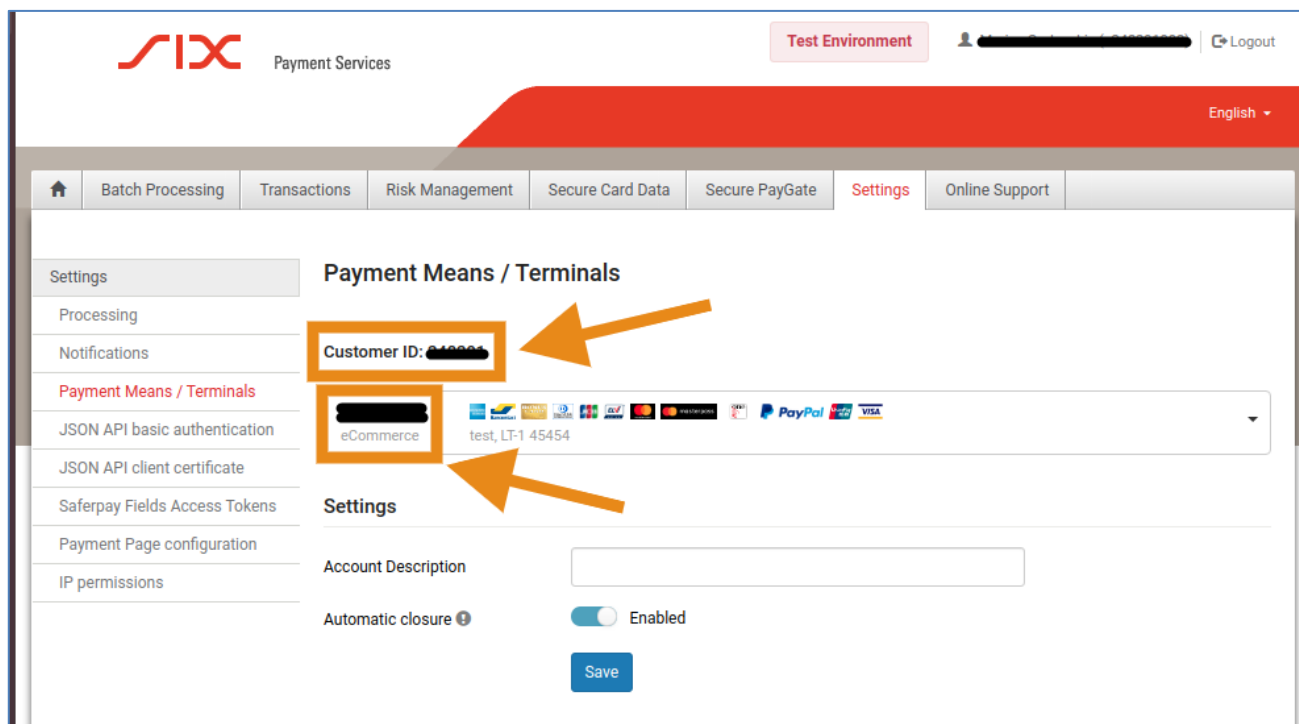 SIX Payment Services
Test Environment
Logout
English
Batch Processing Transactions Risk Management Secure Card Data Secure PayGate Settings Online Support
Settings
Processing
Notifications
Payment Means / Terminals
JSON API basic authentication
JSON API client certificate
Saferpay Fields Access Tokens
Payment Page configuration
IP permissions
Payment Means / Terminals
Customer ID:
PayPal VISA
eCommerce test, LT-1 45454
Settings
Account Description
Automatic closure Enabled
Save